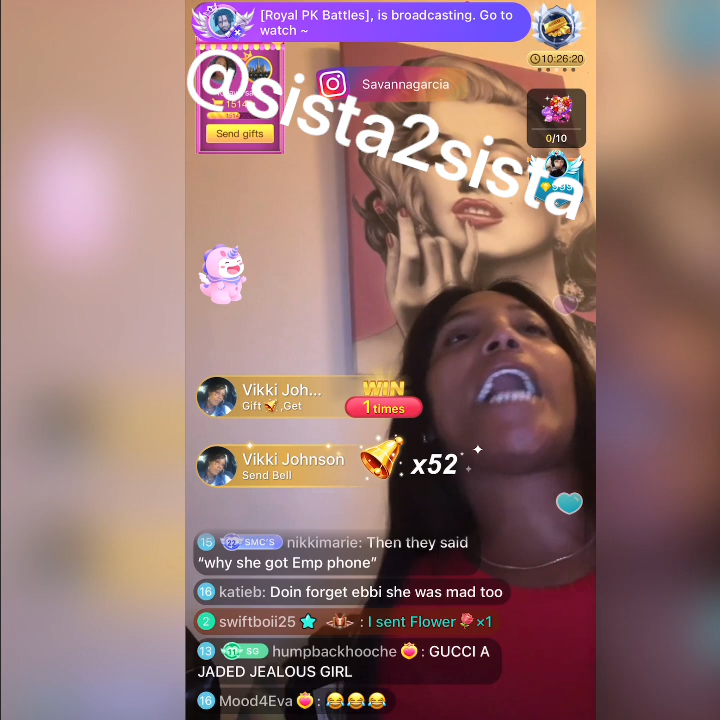 [Royal PK Battles], is broadcasting. Go to
watch ~
10:26:20
@sista2sista
Savannagarcia
1514
Send gifts
0/10
999
Vikki Joh...
Gift ,Get
WIN
1 times
Vikki Johnson
Send Bell
x52
15 22 SMC'S nikkimarie: Then they said
“why she got Emp phone”
16 katieb: Doin forget ebbi she was mad too
2 swiftboii25 : I sent Flower ×1
13 SG humpbackhooche : GUCCI A
JADED JEALOUS GIRL
16 Mood4Eva : 😂😂😂